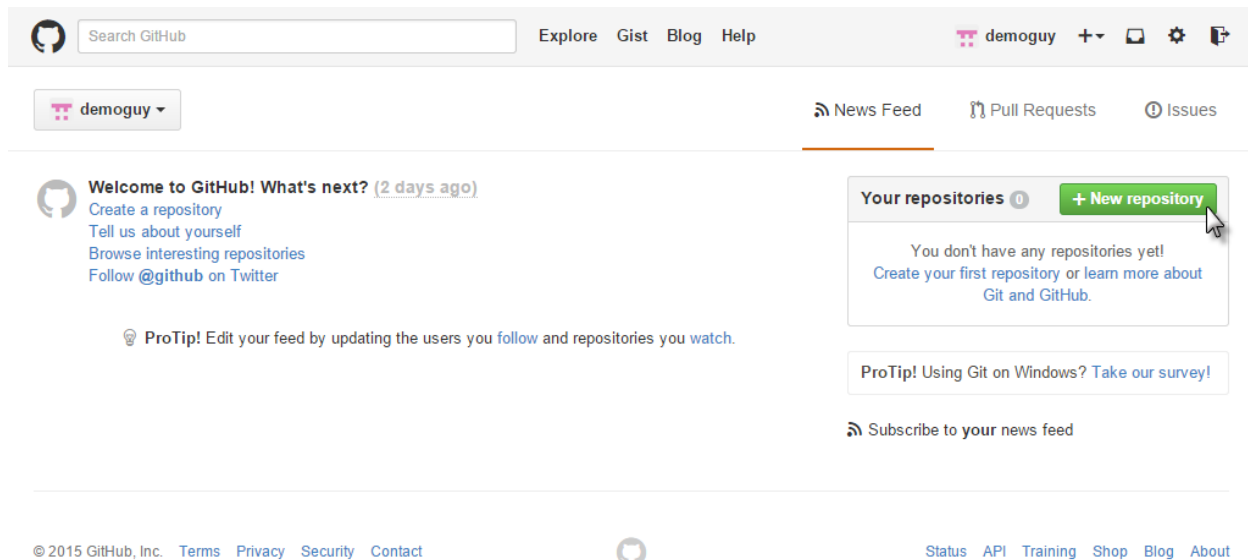 Search GitHub Explore Gist Blog Help demoguy
demoguy News Feed Pull Requests Issues
Welcome to GitHub! What's next? (2 days ago)
Create a repository
Tell us about yourself
Browse interesting repositories
Follow @github on Twitter
ProTip! Edit your feed by updating the users you follow and repositories you watch.
Your repositories 0 + New repository
You don't have any repositories yet!
Create your first repository or learn more about
Git and GitHub.
ProTip! Using Git on Windows? Take our survey!
Subscribe to your news feed
© 2015 GitHub, Inc. Terms Privacy Security Contact Status API Training Shop Blog About